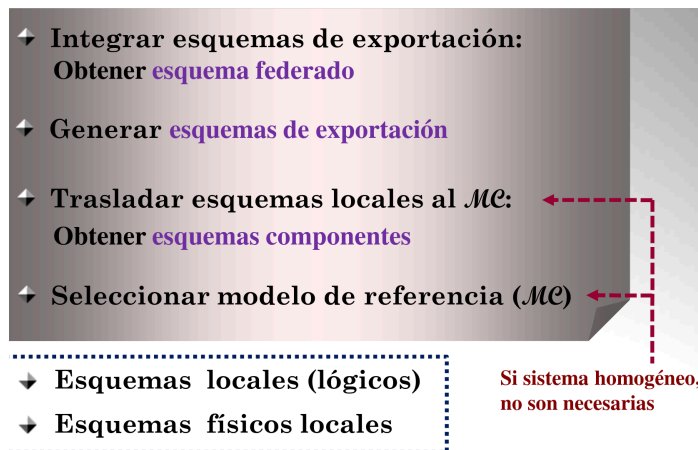 Integrar esquemas de exportación:
Obtener esquema federado
Generar esquemas de exportación
Trasladar esquemas locales al MC:
Obtener esquemas componentes
Seleccionar modelo de referencia (MC)
Esquemas locales (lógicos)
Esquemas físicos locales
Si sistema homogéneo,
no son necesarias